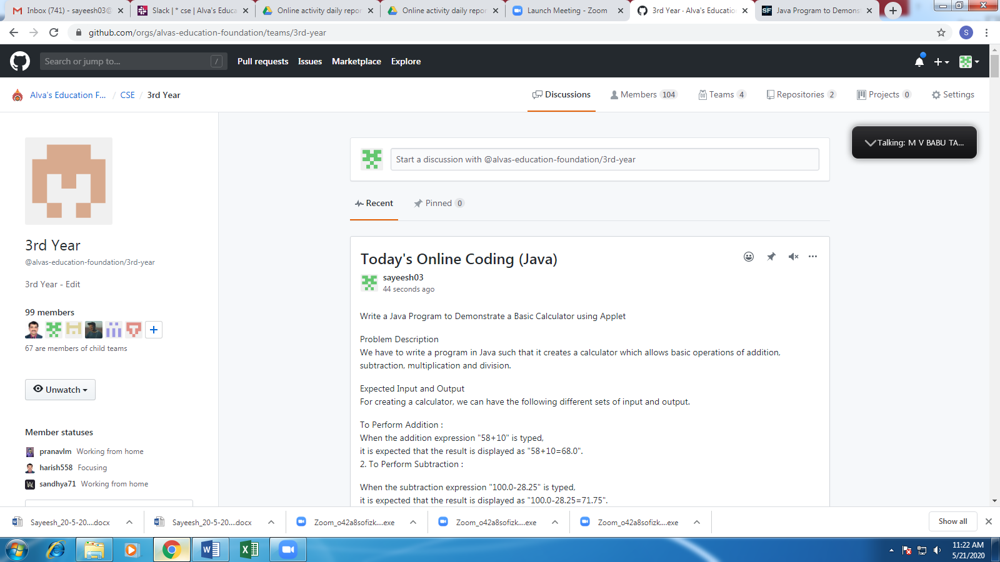 Inbox (741) - sayeesh03@
Slack | * cse | Alva's Educa
Online activity daily repor
Online activity daily repor
Launch Meeting - Zoom
3rd Year · Alva's Education
SF Java Program to Demonst
github.com/orgs/alvas-education-foundation/teams/3rd-year
S
Search or jump to...
/
Pull requests
Issues
Marketplace
Explore
Alva's Education F... / CSE / 3rd Year
Discussions
Members 104
Teams 4
Repositories 2
Projects 0
Settings
Talking: M V BABU TA...
Start a discussion with @alvas-education-foundation/3rd-year
Recent
Pinned 0
3rd Year
@alvas-education-foundation/3rd-year
3rd Year - Edit
99 members
67 are members of child teams
Unwatch
Member statuses
pranavlm Working from home
harish558 Focusing
sandhya71 Working from home
Today's Online Coding (Java)
sayeesh03
44 seconds ago
Write a Java Program to Demonstrate a Basic Calculator using Applet
Problem Description
We have to write a program in Java such that it creates a calculator which allows basic operations of addition,
subtraction, multiplication and division.
Expected Input and Output
For creating a calculator, we can have the following different sets of input and output.
To Perform Addition :
When the addition expression "58+10" is typed,
it is expected that the result is displayed as "58+10=68.0".
2. To Perform Subtraction :
When the subtraction expression "100.0-28.25" is typed,
it is expected that the result is displayed as "100.0-28.25=71.75".
Sayeesh_20-5-20....docx
Sayeesh_20-5-20....docx
Zoom_o42a8sofizk....exe
Zoom_o42a8sofizk....exe
Zoom_o42a8sofizk....exe
Show all
11:22 AM
5/21/2020